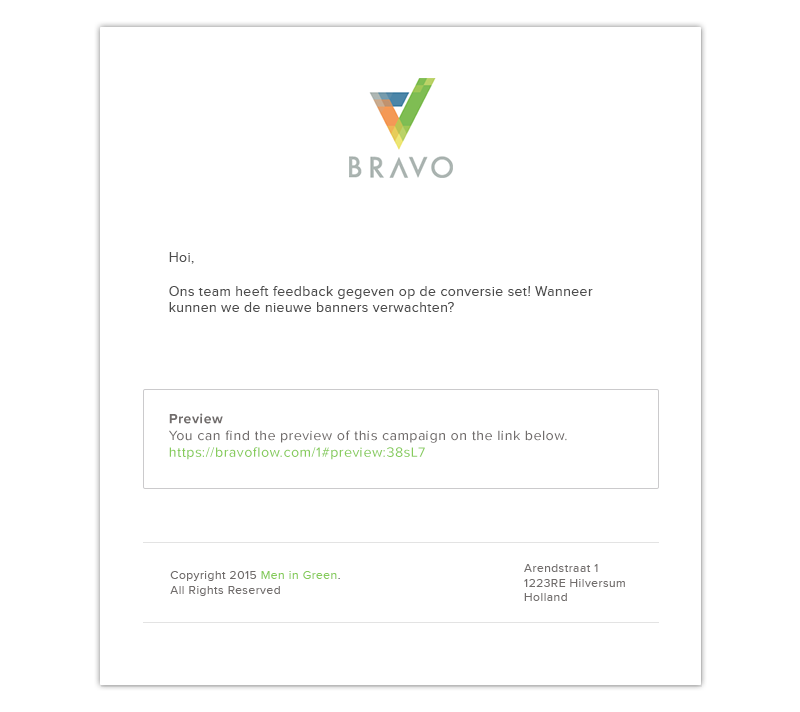 BRAVO
Hoi,
Ons team heeft feedback gegeven op de conversie set! Wanneer
kunnen we de nieuwe banners verwachten?
Preview
You can find the preview of this campaign on the link below.
https://bravoflow.com/1#preview:38sL7
Copyright 2015 Men in Green.
All Rights Reserved
Arendstraat 1
1223RE Hilversum
Holland